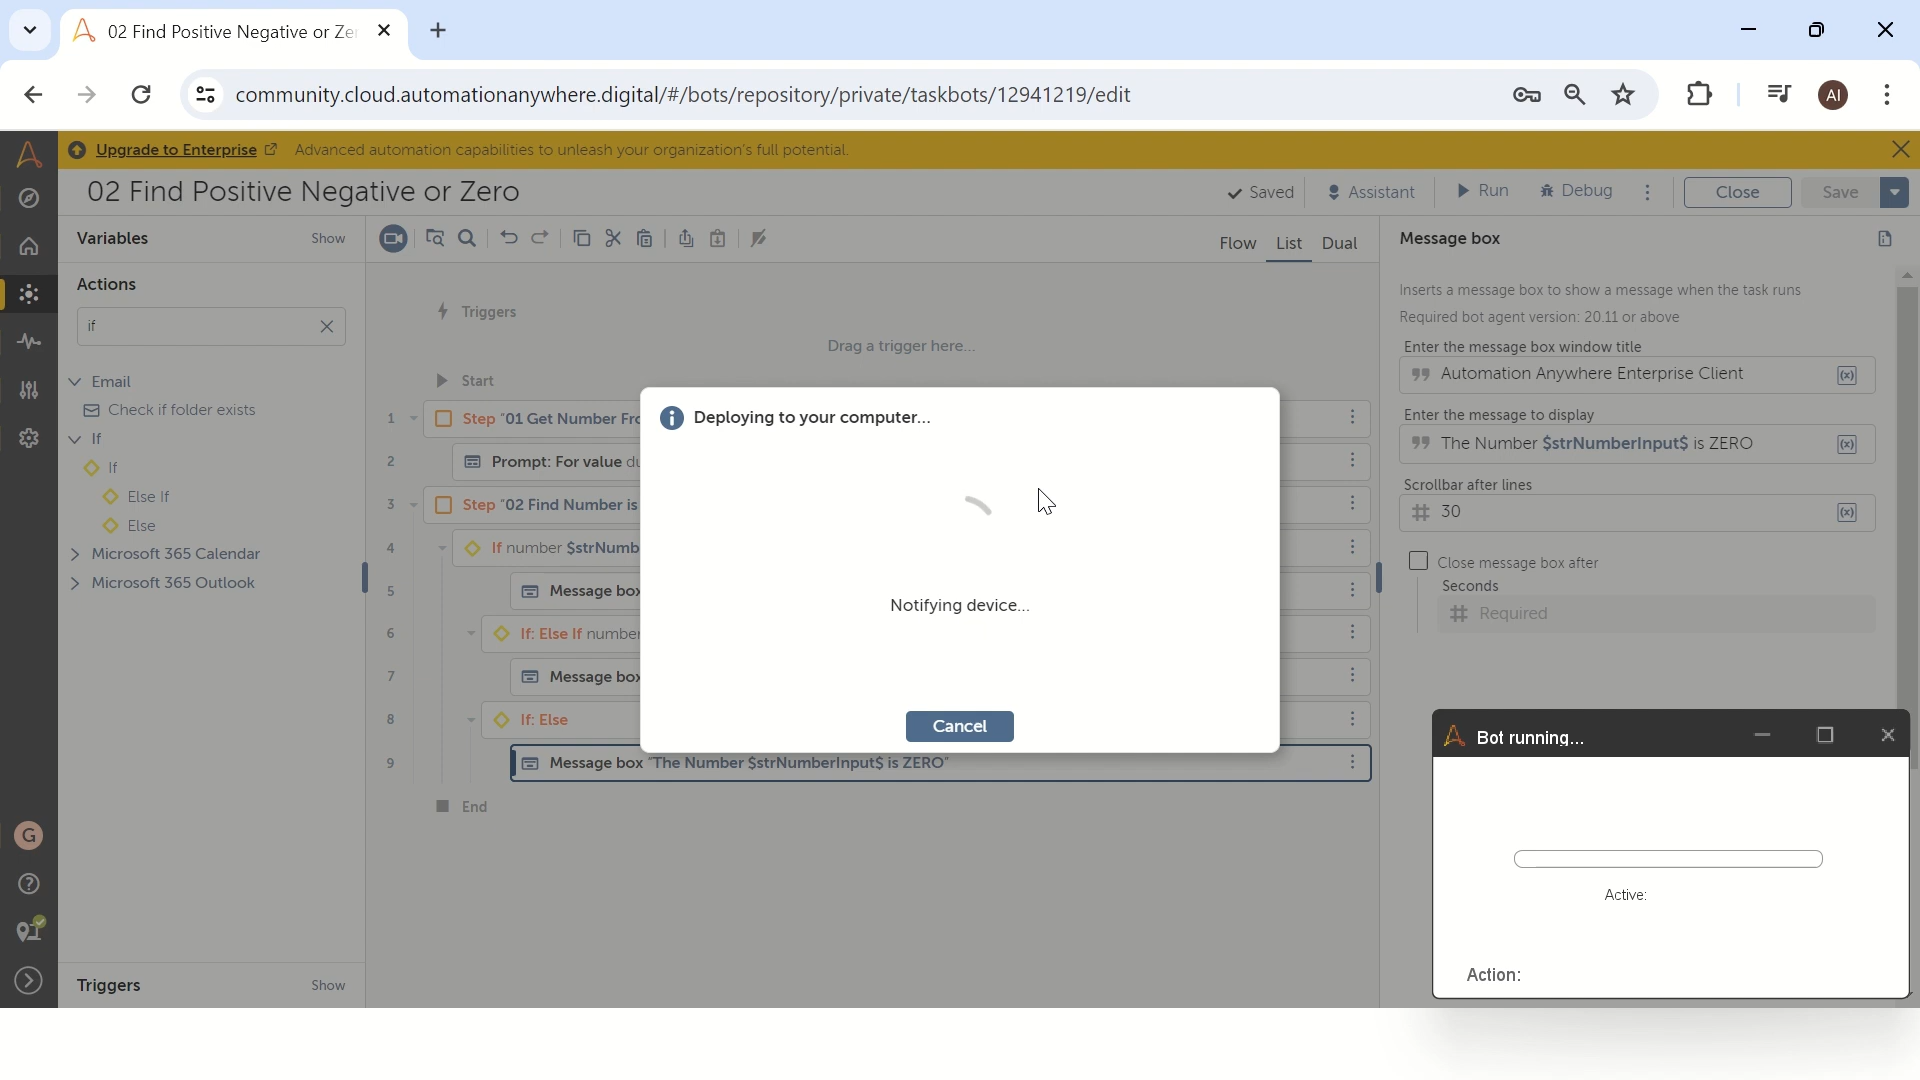 02 Find Positive Negative or Ze
community.cloud.automationanywhere.digital/#/bots/repository/private/taskbots/12941219/edit
AI
Upgrade to Enterprise
Advanced automation capabilities to unleash your organization's full potential.
02 Find Positive Negative or Zero
Saved
Assistant
Run
Debug
Close
Save
Variables
Show
Flow
List
Dual
Message box
Actions
if
Email
Check if folder exists
If
If
Else If
Else
Microsoft 365 Calendar
Microsoft 365 Outlook
Triggers
Show
G
Triggers
Drag a trigger here...
Start
1 Step "01 Get Number Fr
2 Prompt: For value du
3 Step "02 Find Number is
4 If number $strNumb
5 Message box
6 If: Else If number
7 Message box
8 If: Else
9 Message box "The Number $strNumberInput$ is ZERO"
End
Deploying to your computer...
Notifying device...
Cancel
Inserts a message box to show a message when the task runs
Required bot agent version: 20.11 or above
Enter the message box window title
Automation Anywhere Enterprise Client
(x)
Enter the message to display
The Number $strNumberInput$ is ZERO
(x)
Scrollbar after lines
30
(x)
Close message box after
Seconds
Required
Bot running...
Active:
Action: